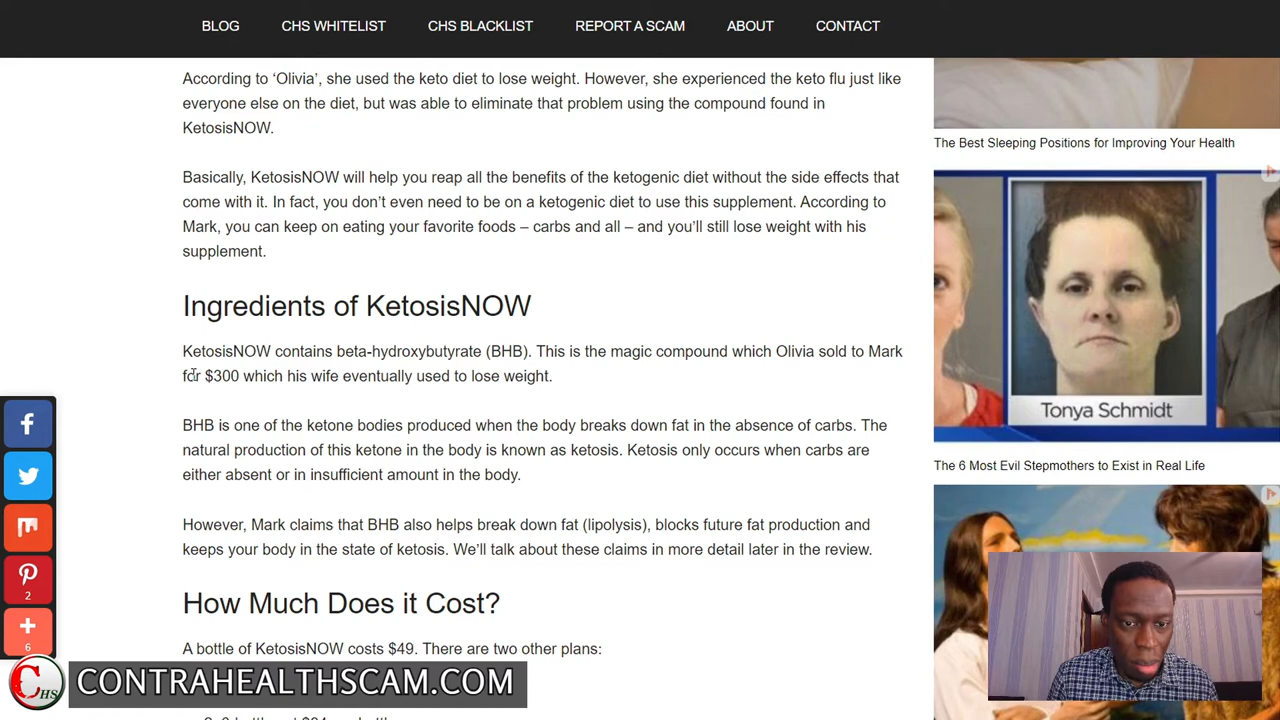 BLOG CHS WHITELIST CHS BLACKLIST REPORT A SCAM ABOUT CONTACT
According to ‘Olivia’, she used the keto diet to lose weight. However, she experienced the keto flu just like
everyone else on the diet, but was able to eliminate that problem using the compound found in
KetosisNOW.
Basically, KetosisNOW will help you reap all the benefits of the ketogenic diet without the side effects that
come with it. In fact, you don’t even need to be on a ketogenic diet to use this supplement. According to
Mark, you can keep on eating your favorite foods – carbs and all – and you’ll still lose weight with his
supplement.
Ingredients of KetosisNOW
KetosisNOW contains beta-hydroxybutyrate (BHB). This is the magic compound which Olivia sold to Mark
for $300 which his wife eventually used to lose weight.
BHB is one of the ketone bodies produced when the body breaks down fat in the absence of carbs. The
natural production of this ketone in the body is known as ketosis. Ketosis only occurs when carbs are
either absent or in insufficient amount in the body.
However, Mark claims that BHB also helps break down fat (lipolysis), blocks future fat production and
keeps your body in the state of ketosis. We’ll talk about these claims in more detail later in the review.
How Much Does it Cost?
A bottle of KetosisNOW costs $49. There are two other plans:
The Best Sleeping Positions for Improving Your Health
Tonya Schmidt
The 6 Most Evil Stepmothers to Exist in Real Life
2
6
CHS
CONTRAHEALTHSCAM.COM